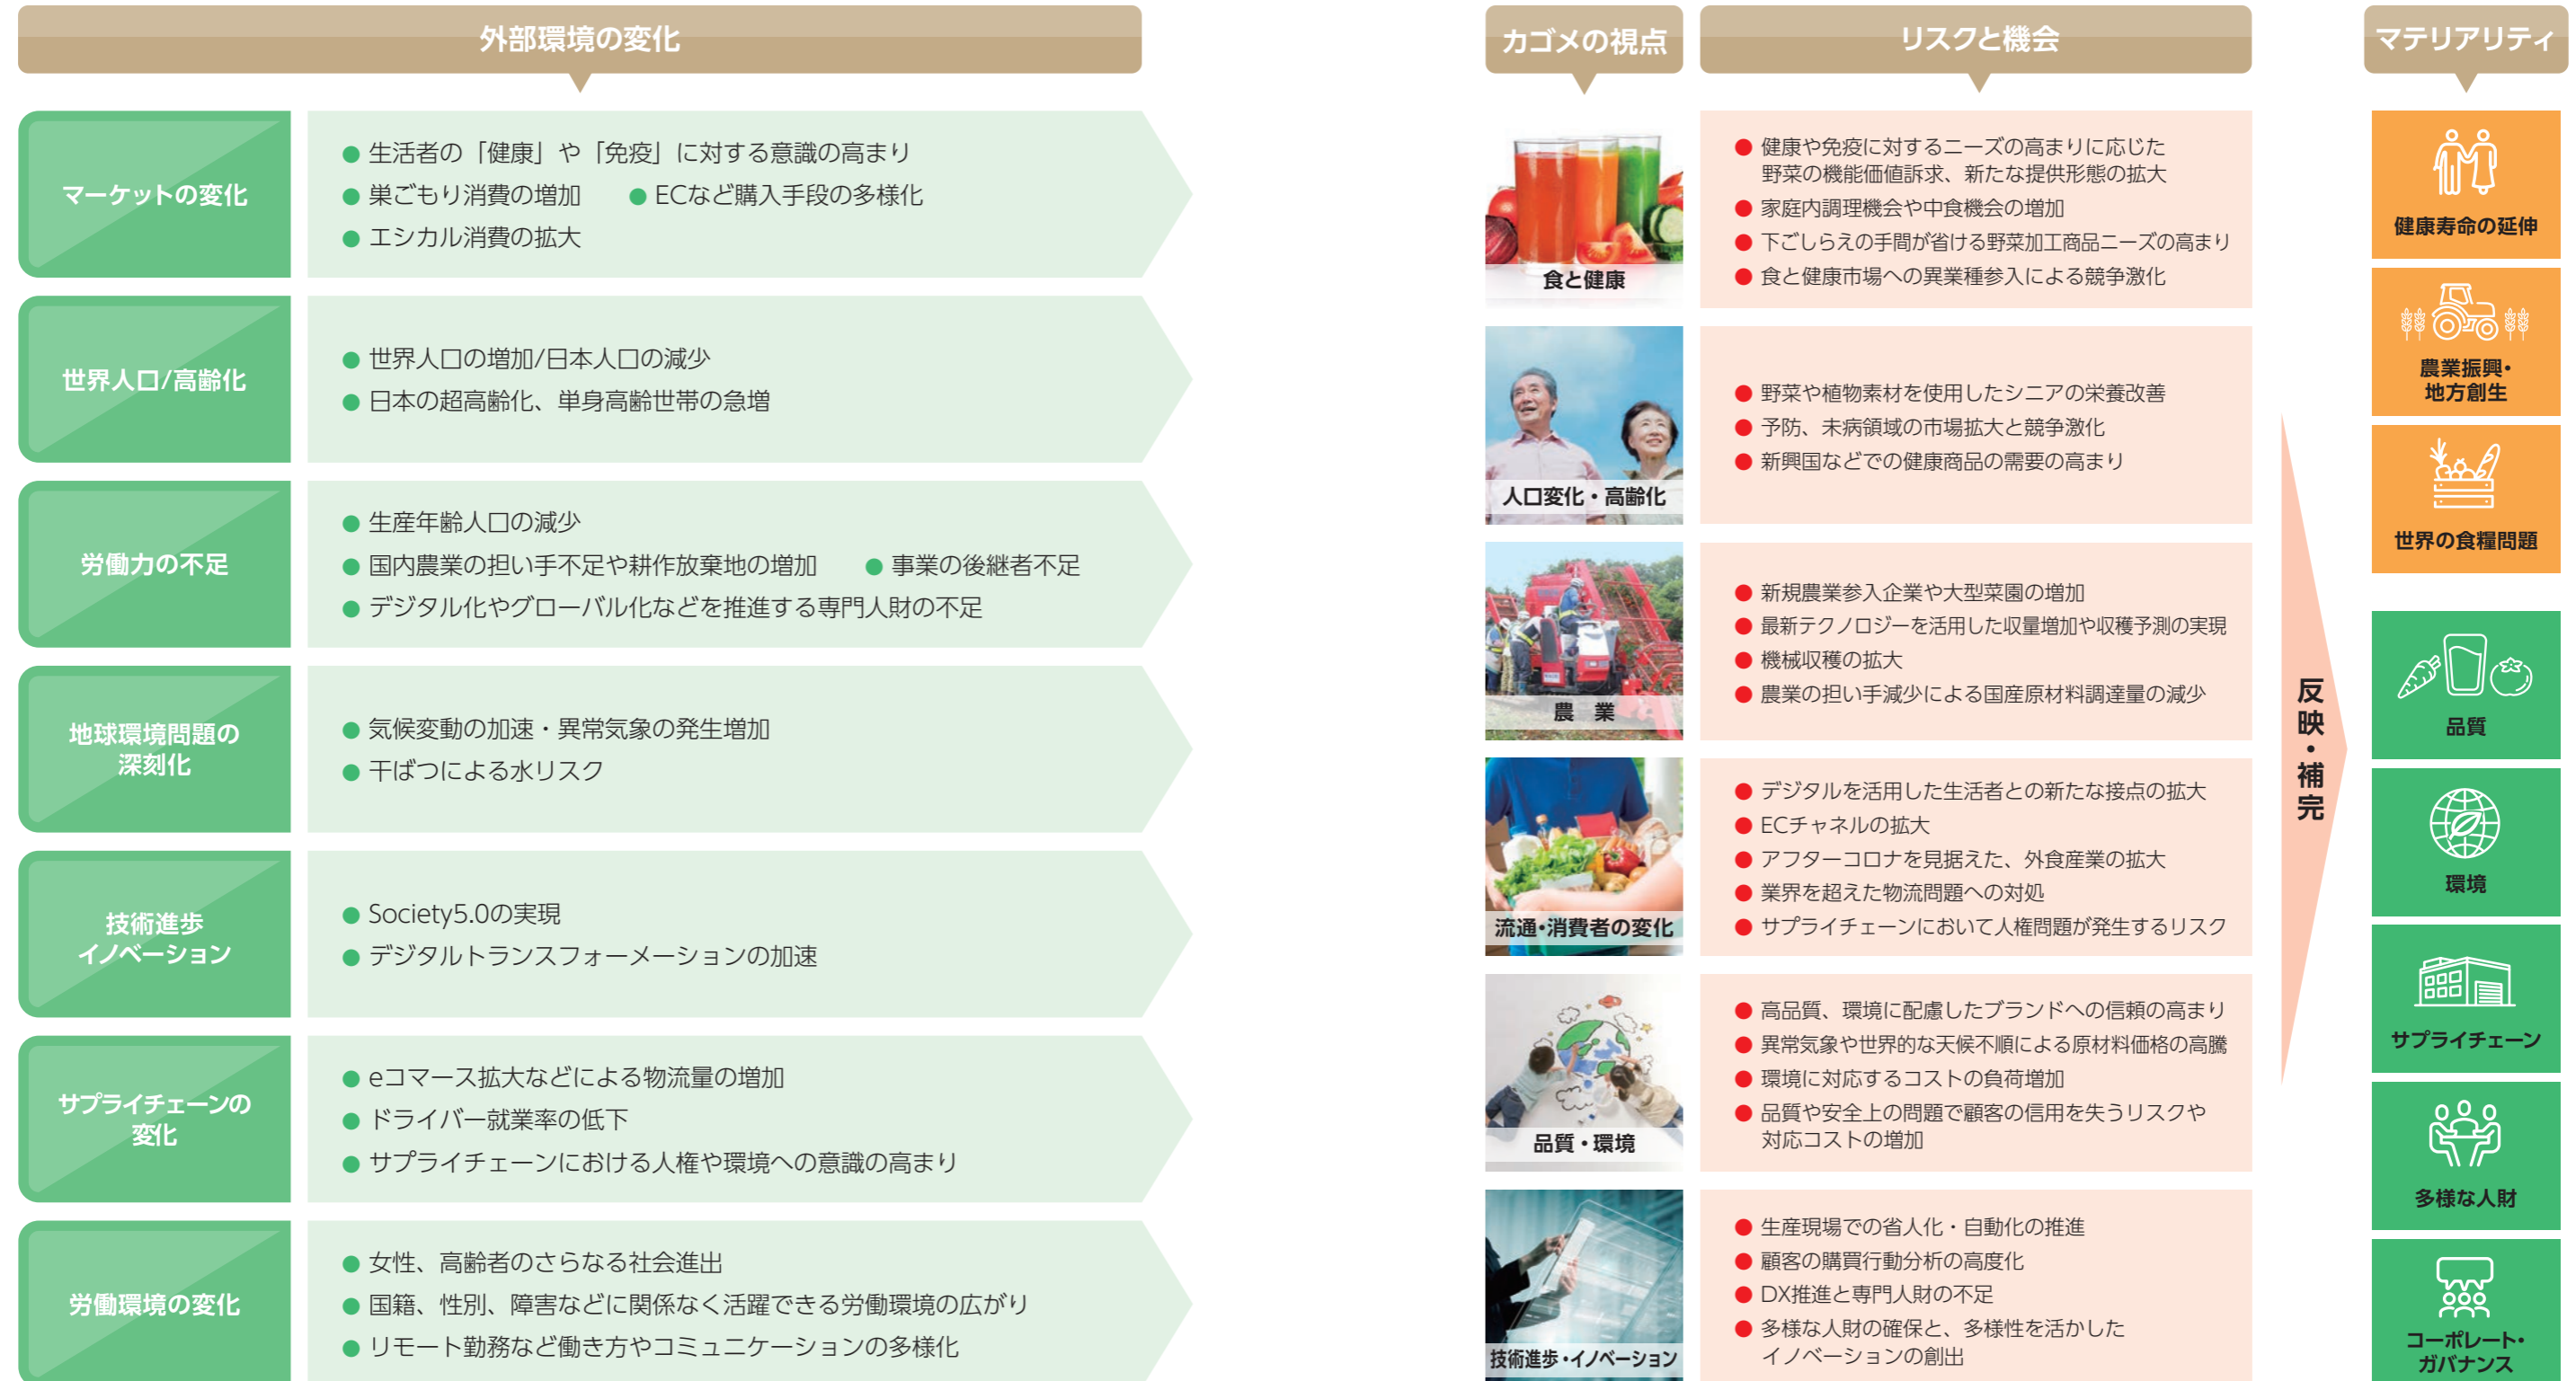 外部環境の変化
マーケットの変化
● 生活者の「健康」や「免疫」に対する意識の高まり
● 巣ごもり消費の増加 ● ECなど購入手段の多様化
● エシカル消費の拡大
世界人口/高齢化
● 世界人口の増加/日本人口の減少
● 日本の超高齢化、単身高齢世帯の急増
労働力の不足
● 生産年齢人口の減少
● 国内農業の担い手不足や耕作放棄地の増加 ● 事業の後継者不足
● デジタル化やグローバル化などを推進する専門人財の不足
地球環境問題の
深刻化
● 気候変動の加速・異常気象の発生増加
● 干ばつによる水リスク
技術進歩
イノベーション
● Society5.0の実現
● デジタルトランスフォーメーションの加速
サプライチェーンの
変化
● eコマース拡大などによる物流量の増加
● ドライバー就業率の低下
● サプライチェーンにおける人権や環境への意識の高まり
労働環境の変化
● 女性、高齢者のさらなる社会進出
● 国籍、性別、障害などに関係なく活躍できる労働環境の広がり
● リモート勤務など働き方やコミュニケーションの多様化
カゴメの視点
リスクと機会
食と健康
● 健康や免疫に対するニーズの高まりに応じた
野菜の機能価値訴求、新たな提供形態の拡大
● 家庭内調理機会や中食機会の増加
● 下ごしらえの手間が省ける野菜加工商品ニーズの高まり
● 食と健康市場への異業種参入による競争激化
人口変化・高齢化
● 野菜や植物素材を使用したシニアの栄養改善
● 予防、未病領域の市場拡大と競争激化
● 新興国などでの健康商品の需要の高まり
農 業
● 新規農業参入企業や大型菜園の増加
● 最新テクノロジーを活用した収量増加や収穫予測の実現
● 機械収穫の拡大
● 農業の担い手減少による国産原材料調達量の減少
流通・消費者の変化
● デジタルを活用した生活者との新たな接点の拡大
● ECチャネルの拡大
● アフターコロナを見据えた、外食産業の拡大
● 業界を超えた物流問題への対処
● サプライチェーンにおいて人権問題が発生するリスク
品質・環境
● 高品質、環境に配慮したブランドへの信頼の高まり
● 異常気象や世界的な天候不順による原材料価格の高騰
● 環境に対応するコストの負荷増加
● 品質や安全上の問題で顧客の信用を失うリスクや
対応コストの増加
技術進歩・イノベーション
● 生産現場での省人化・自動化の推進
● 顧客の購買行動分析の高度化
● DX推進と専門人財の不足
● 多様な人財の確保と、多様性を活かした
イノベーションの創出
反映・補完
マテリアリティ
健康寿命の延伸
農業振興・
地方創生
世界の食糧問題
品質
環境
サプライチェーン
多様な人財
コーポレート・
ガバナンス